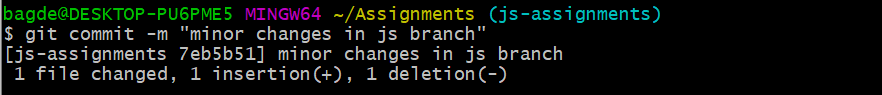 bagde@DESKTOP-PU6PME5 MINGW64 ~/Assignments (js-assignments)
$ git commit -m "minor changes in js branch"
[js-assignments 7eb5b51] minor changes in js branch
 1 file changed, 1 insertion(+), 1 deletion(-)